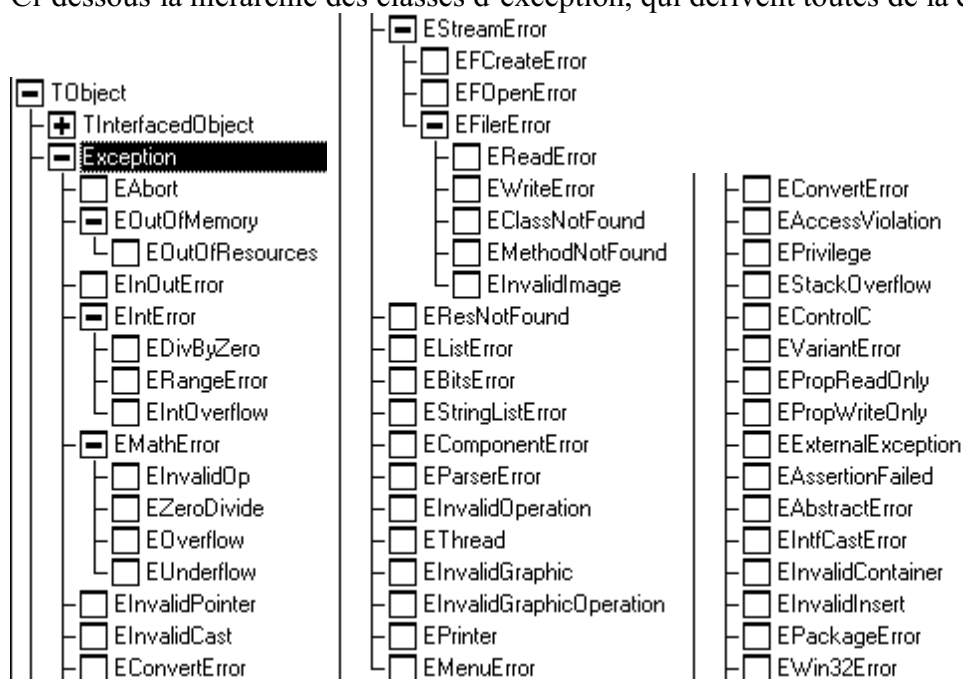 Ci-dessous la hiérarchie des classes d'exception, qui dérivent toutes de la
TObject
TInterfacedObject
Exception
EAbort
EOutOfMemory
EOutOfResources
EInOutError
EIntError
EDivByZero
ERangeError
EIntOverflow
EMathError
EInvalidOp
EZeroDivide
EOverflow
EUnderflow
EInvalidPointer
EInvalidCast
EConvertError
EStreamError
EFCreateError
EFOpenError
EFilerError
EReadError
EWriteError
EClassNotFound
EMethodNotFound
EInvalidImage
EResNotFound
EListError
EBitsError
EStringListError
EComponentError
EParserError
EInvalidOperation
EThread
EInvalidGraphic
EInvalidGraphicOperation
EPrinter
EMenuError
EConvertError
EAccessViolation
EPrivilege
EStackOverflow
EControlC
EVariantError
EPropReadOnly
EPropWriteOnly
EExternalException
EAssertionFailed
EAbstractError
EIntfCastError
EInvalidContainer
EInvalidInsert
EPackageError
EWin32Error